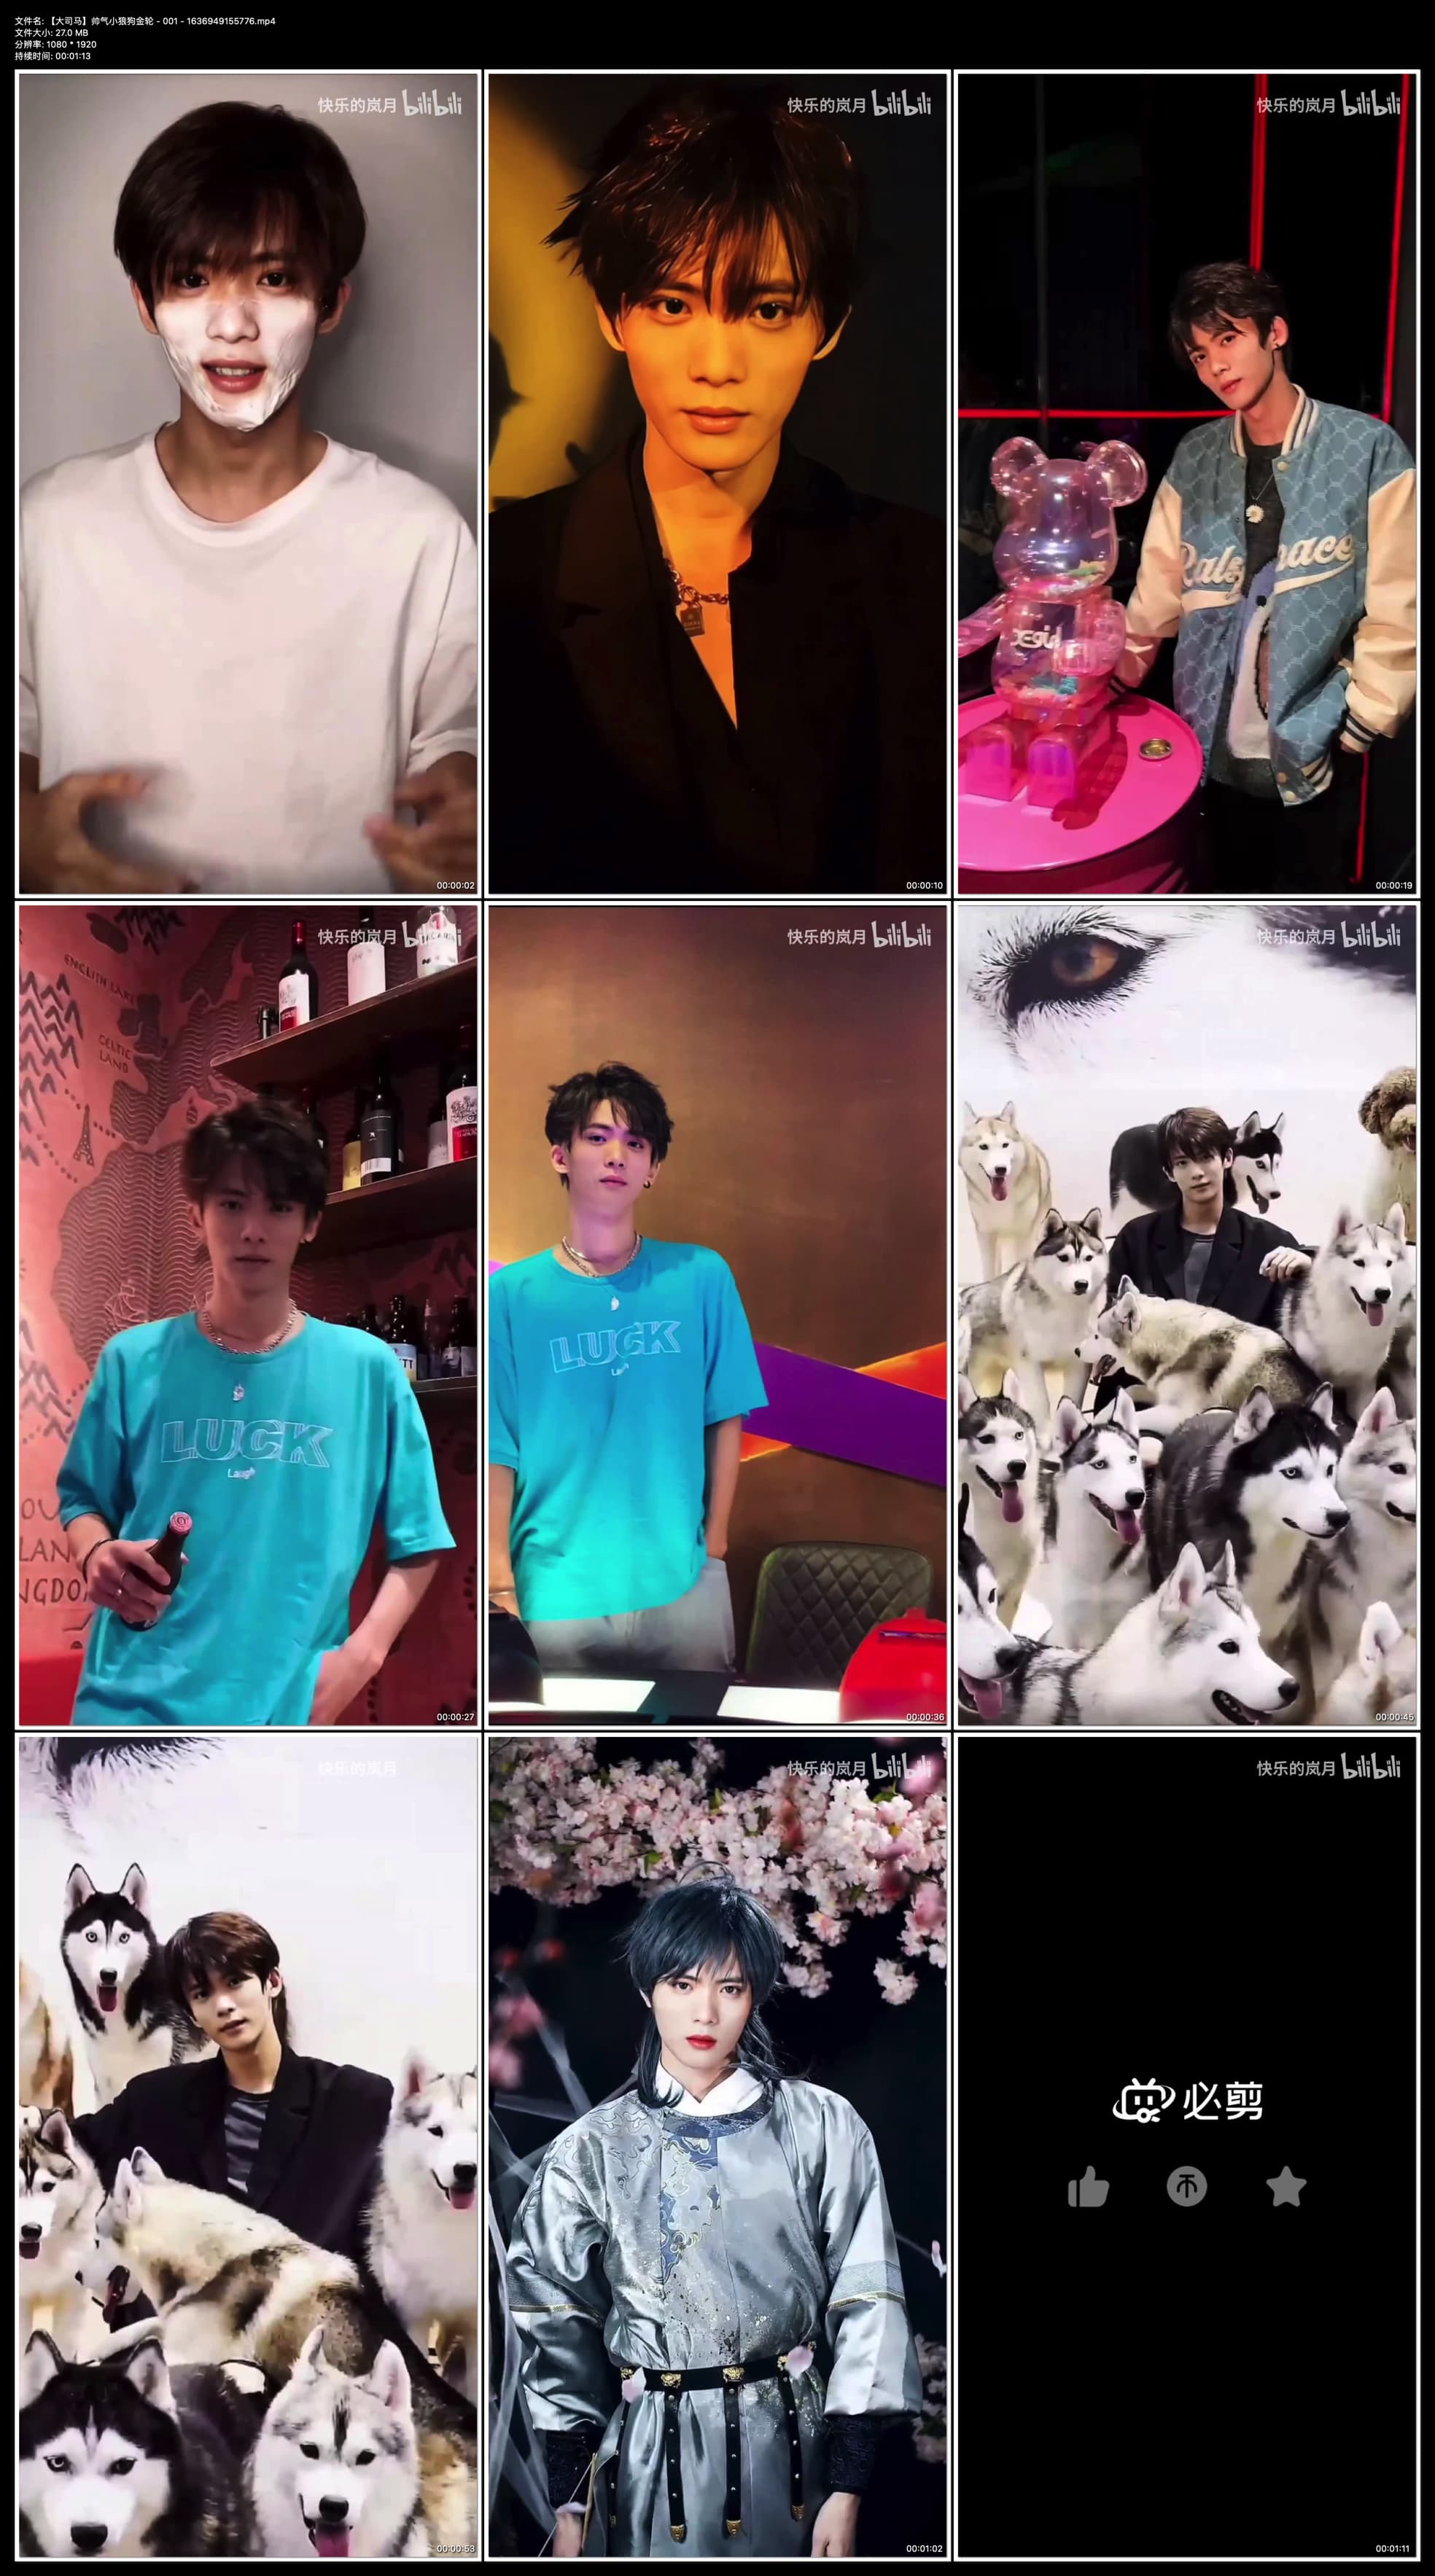 文件名: 【大司马】帅气小狼狗金轮 - 001 - 1636949155776.mp4
文件大小: 27.0 MB
分辨率: 1080 * 1920
持续时间: 00:01:13
快乐的岚月 bilibili
00:00:02
快乐的岚月 bilibili
00:00:10
快乐的岚月 bilibili
00:00:19
快乐的岚月
ENGLISH LAKE
CELTIC
LAND
LUCK
Laugh
00:00:27
快乐的岚月 bilibili
LUCK
00:00:36
快乐的岚月 bilibili
00:00:45
快乐的岚月
00:00:53
快乐的岚月 bilibili
00:01:02
快乐的岚月 bilibili
必剪
00:01:11